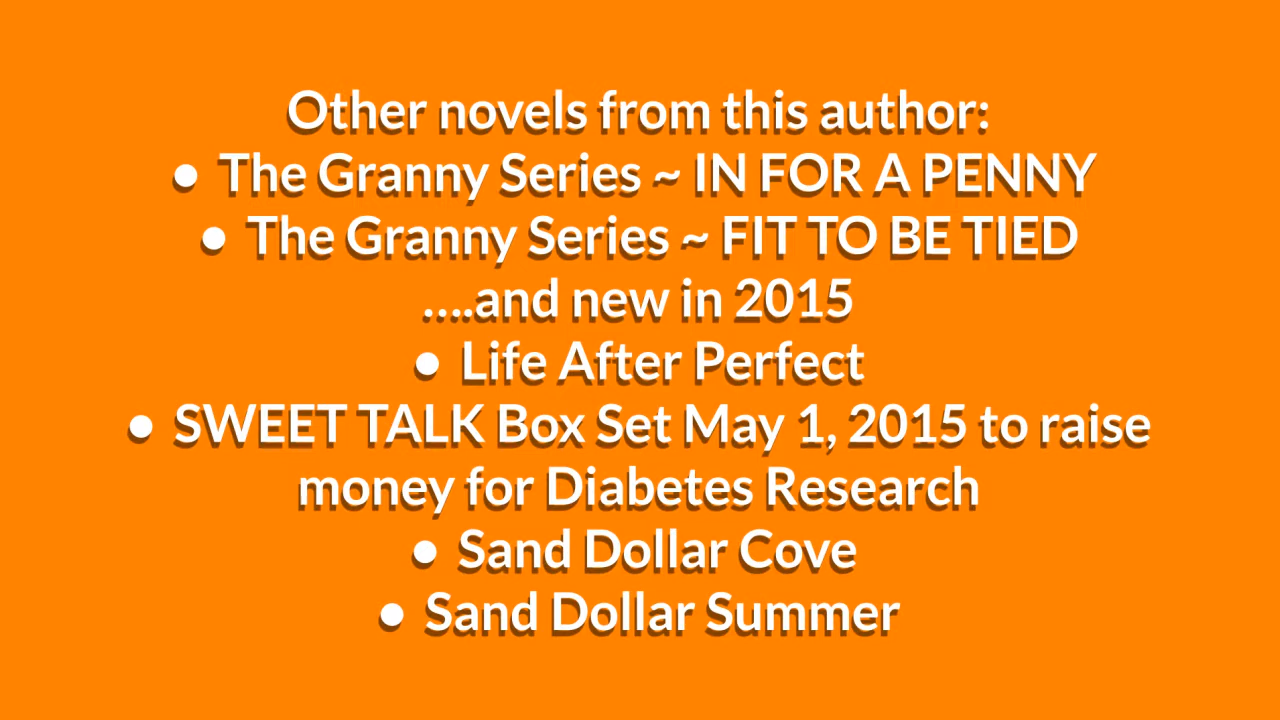 Other novels from this author:
● The Granny Series ~ IN FOR A PENNY
● The Granny Series ~ FIT TO BE TIED
....and new in 2015
● Life After Perfect
● SWEET TALK Box Set May 1, 2015 to raise
money for Diabetes Research
● Sand Dollar Cove
● Sand Dollar Summer